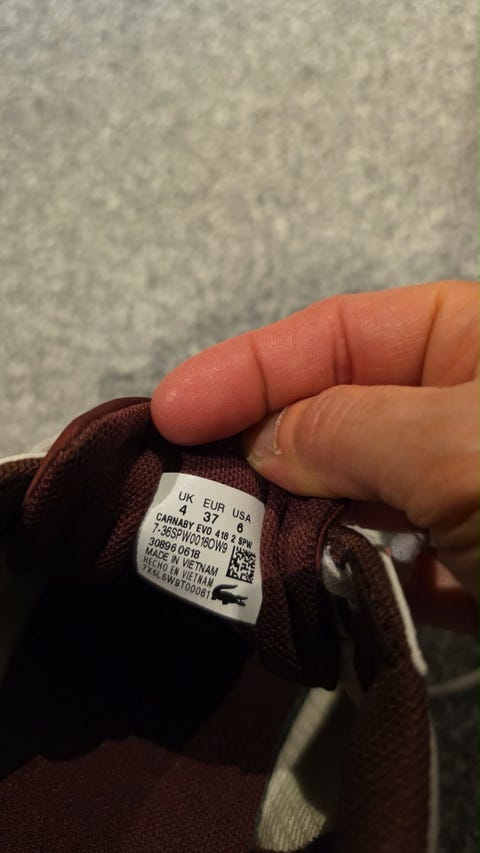 UK EUR USA
4 37 6
CARNABY EVO 418 2 SPW
7-36SPW0016OW9
30896 0618
MADE IN VIETNAM
HECHO EN VIETNAM
7X6L6W9T00061